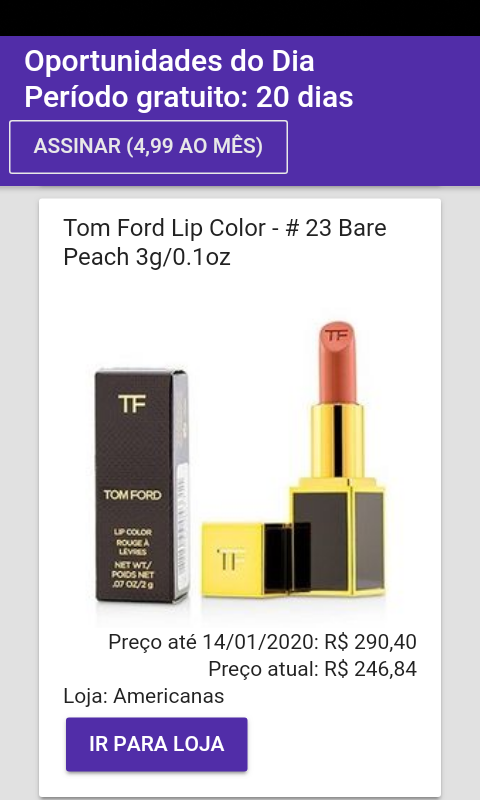 Oportunidades do Dia
Período gratuito: 20 dias
ASSINAR (4,99 AO MÊS)
Tom Ford Lip Color - # 23 Bare
Peach 3g/0.1oz
TF
TF
TOM FORD
LIP COLOR
ROUGE À
LÈVRES
NET WT./
POIDS NET
.07 OZ/2 g
TF
Preço até 14/01/2020: R$ 290,40
Preço atual: R$ 246,84
Loja: Americanas
IR PARA LOJA